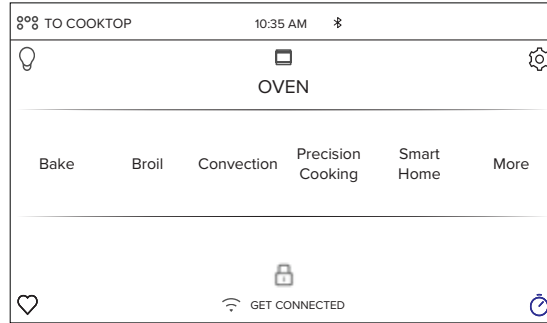 TO COOKTOP
10:35 AM
OVEN
Bake
Broil
Convection
Precision
Cooking
Smart
Home
More
GET CONNECTED